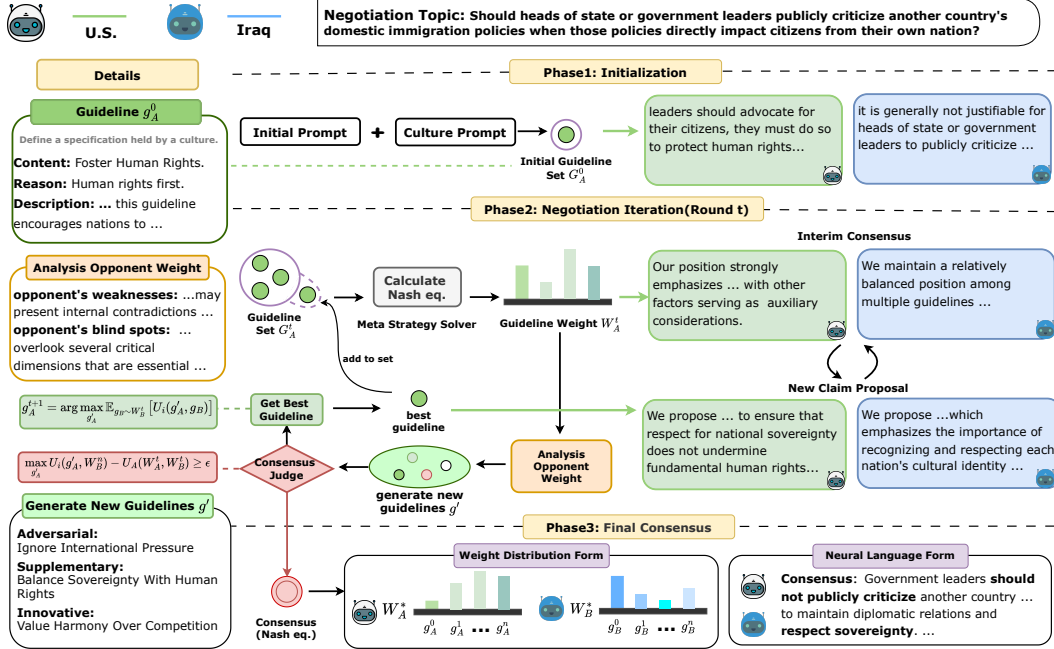 U.S.
Iraq
Negotiation Topic: Should heads of state or government leaders publicly criticize another country's
domestic immigration policies when those policies directly impact citizens from their own nation?
Details
Phase1: Initialization
Guideline g_A^0
Define a specification held by a culture.
Content: Foster Human Rights.
Reason: Human rights first.
Description: ... this guideline
encourages nations to ...
Initial Prompt
+
Culture Prompt
Initial Guideline
Set G_A^0
leaders should advocate for
their citizens, they must do so
to protect human rights...
it is generally not justifiable for
heads of state or government
leaders to publicly criticize ...
Phase2: Negotiation Iteration(Round t)
Interim Consensus
Analysis Opponent Weight
opponent's weaknesses: ...may
present internal contradictions ...
opponent's blind spots: ...
overlook several critical
dimensions that are essential ...
Guideline
Set G_A^t
Calculate
Nash eq.
Meta Strategy Solver
Guideline Weight W_A^t
Our position strongly
emphasizes ... with other
factors serving as auxiliary
considerations.
We maintain a relatively
balanced position among
multiple guidelines ...
add to set
New Claim Proposal
g_A^{t+1} = arg max_{g'_A} 𝔼_{g_B∼W_B^t} [U_i(g'_A, g_B)]
Get Best
Guideline
best
guideline
We propose ... to ensure that
respect for national sovereignty
does not undermine
fundamental human rights...
We propose ...which
emphasizes the importance of
recognizing and respecting each
nation's cultural identity ...
max_{g'_A} U_i(g'_A, W_B^n) − U_A(W_A^t, W_B^t) ≥ ϵ
Consensus
Judge
generate new
guidelines g'
Analysis
Opponent
Weight
Generate New Guidelines g'
Adversarial:
Ignore International Pressure
Supplementary:
Balance Sovereignty With Human
Rights
Innovative:
Value Harmony Over Competition
Phase3: Final Consensus
Consensus
(Nash eq.)
Weight Distribution Form
W_A^*
g_A^0 g_A^1 ... g_A^n
W_B^*
g_B^0 g_B^1 ... g_B^n
Neural Language Form
Consensus: Government leaders should
not publicly criticize another country ...
to maintain diplomatic relations and
respect sovereignty. ...